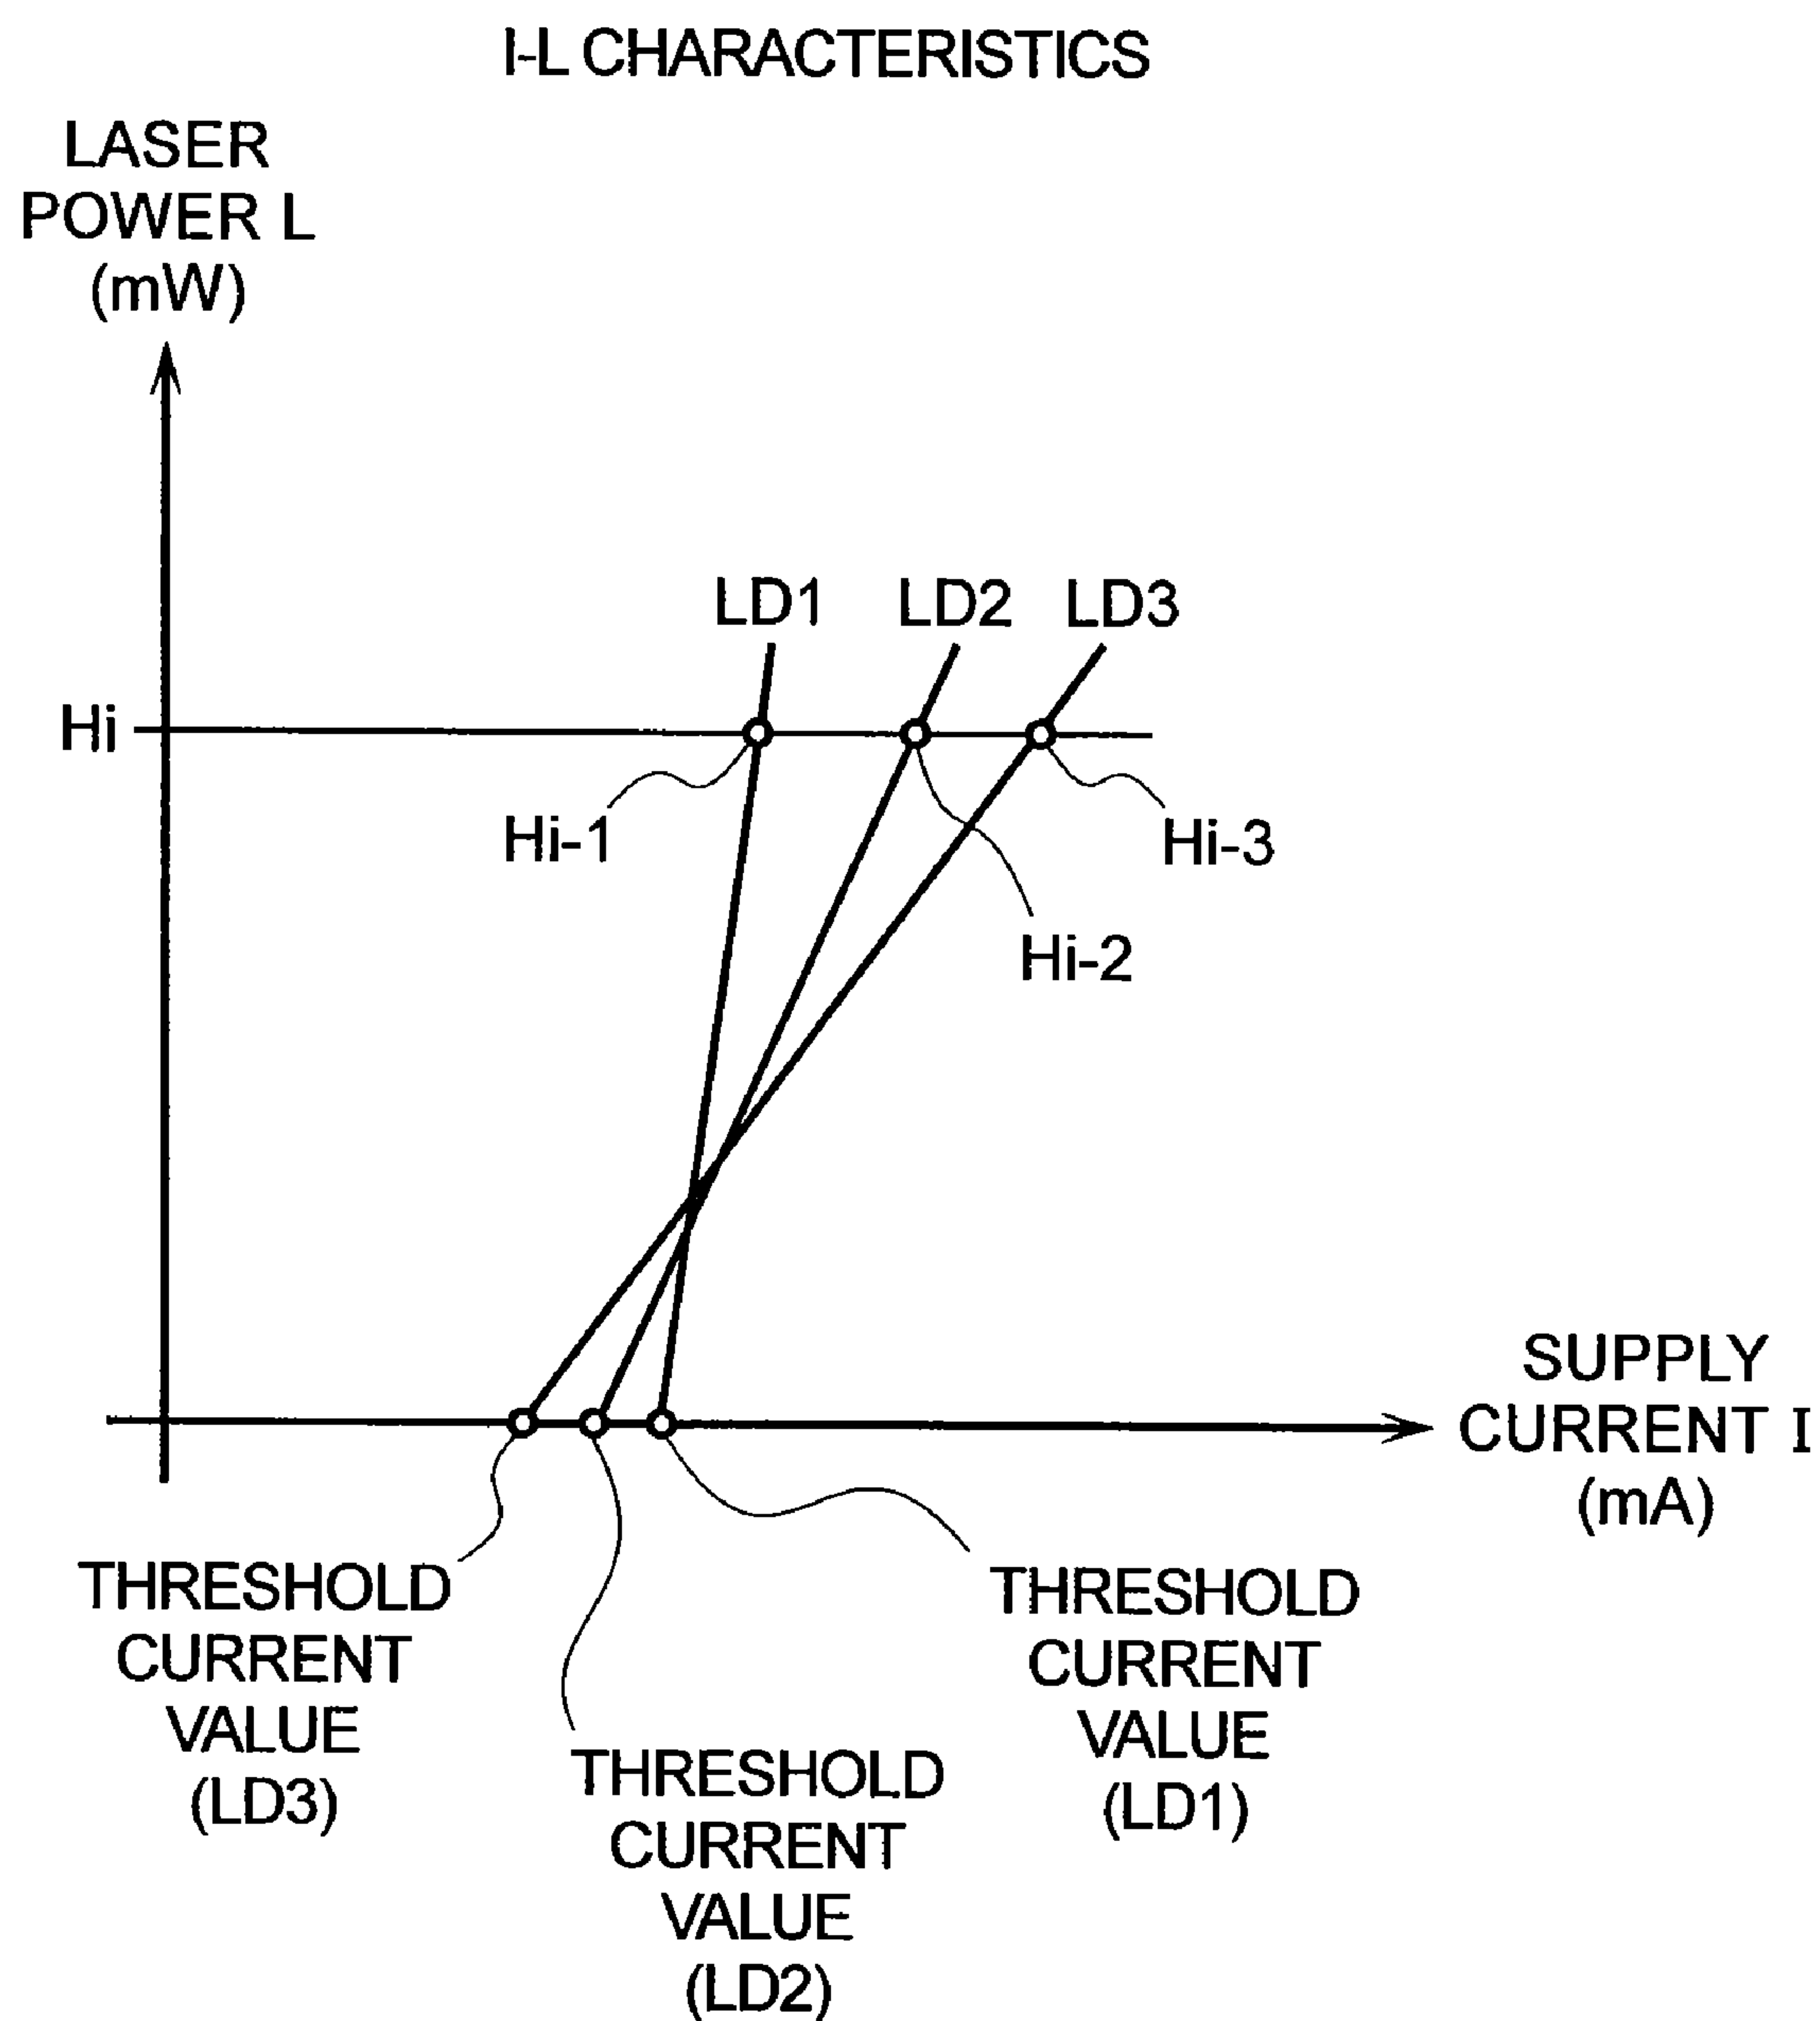 I-L CHARACTERISTICS
LASER
POWER L
(mW)
LD1
LD2
LD3
Hi
Hi-1
Hi-3
Hi-2
SUPPLY
CURRENT I
(mA)
THRESHOLD
CURRENT
VALUE
(LD3)
THRESHOLD
CURRENT
VALUE
(LD1)
THRESHOLD
CURRENT
VALUE
(LD2)